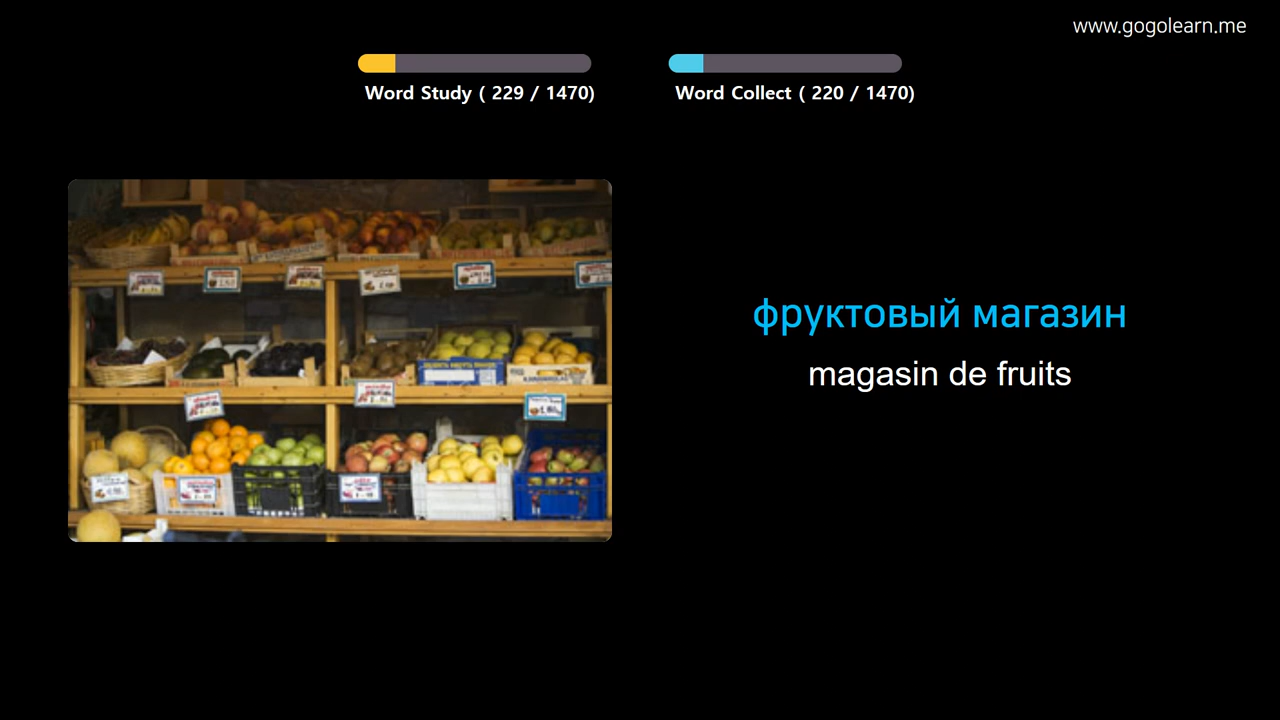 www.gogolearn.me
Word Study ( 229 / 1470)
Word Collect ( 220 / 1470)
фруктовый магазин
magasin de fruits